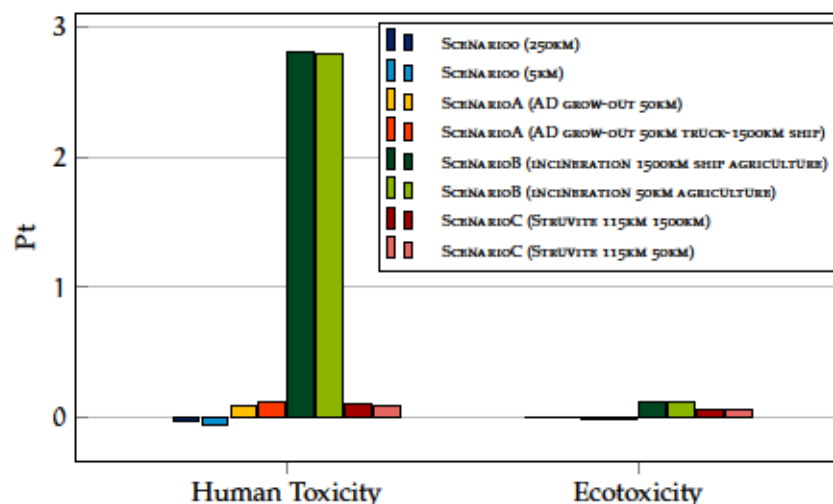 3
2
1
0
Pt
Scenario0 (250km)
Scenario0 (5km)
ScenarioA (AD grow-out 50km)
ScenarioA (AD grow-out 50km truck-1500km ship)
ScenarioB (incineration 1500km ship agriculture)
ScenarioB (incineration 50km agriculture)
ScenarioC (Struvite 115km 1500km)
ScenarioC (Struvite 115km 50km)
Human Toxicity
Ecotoxicity